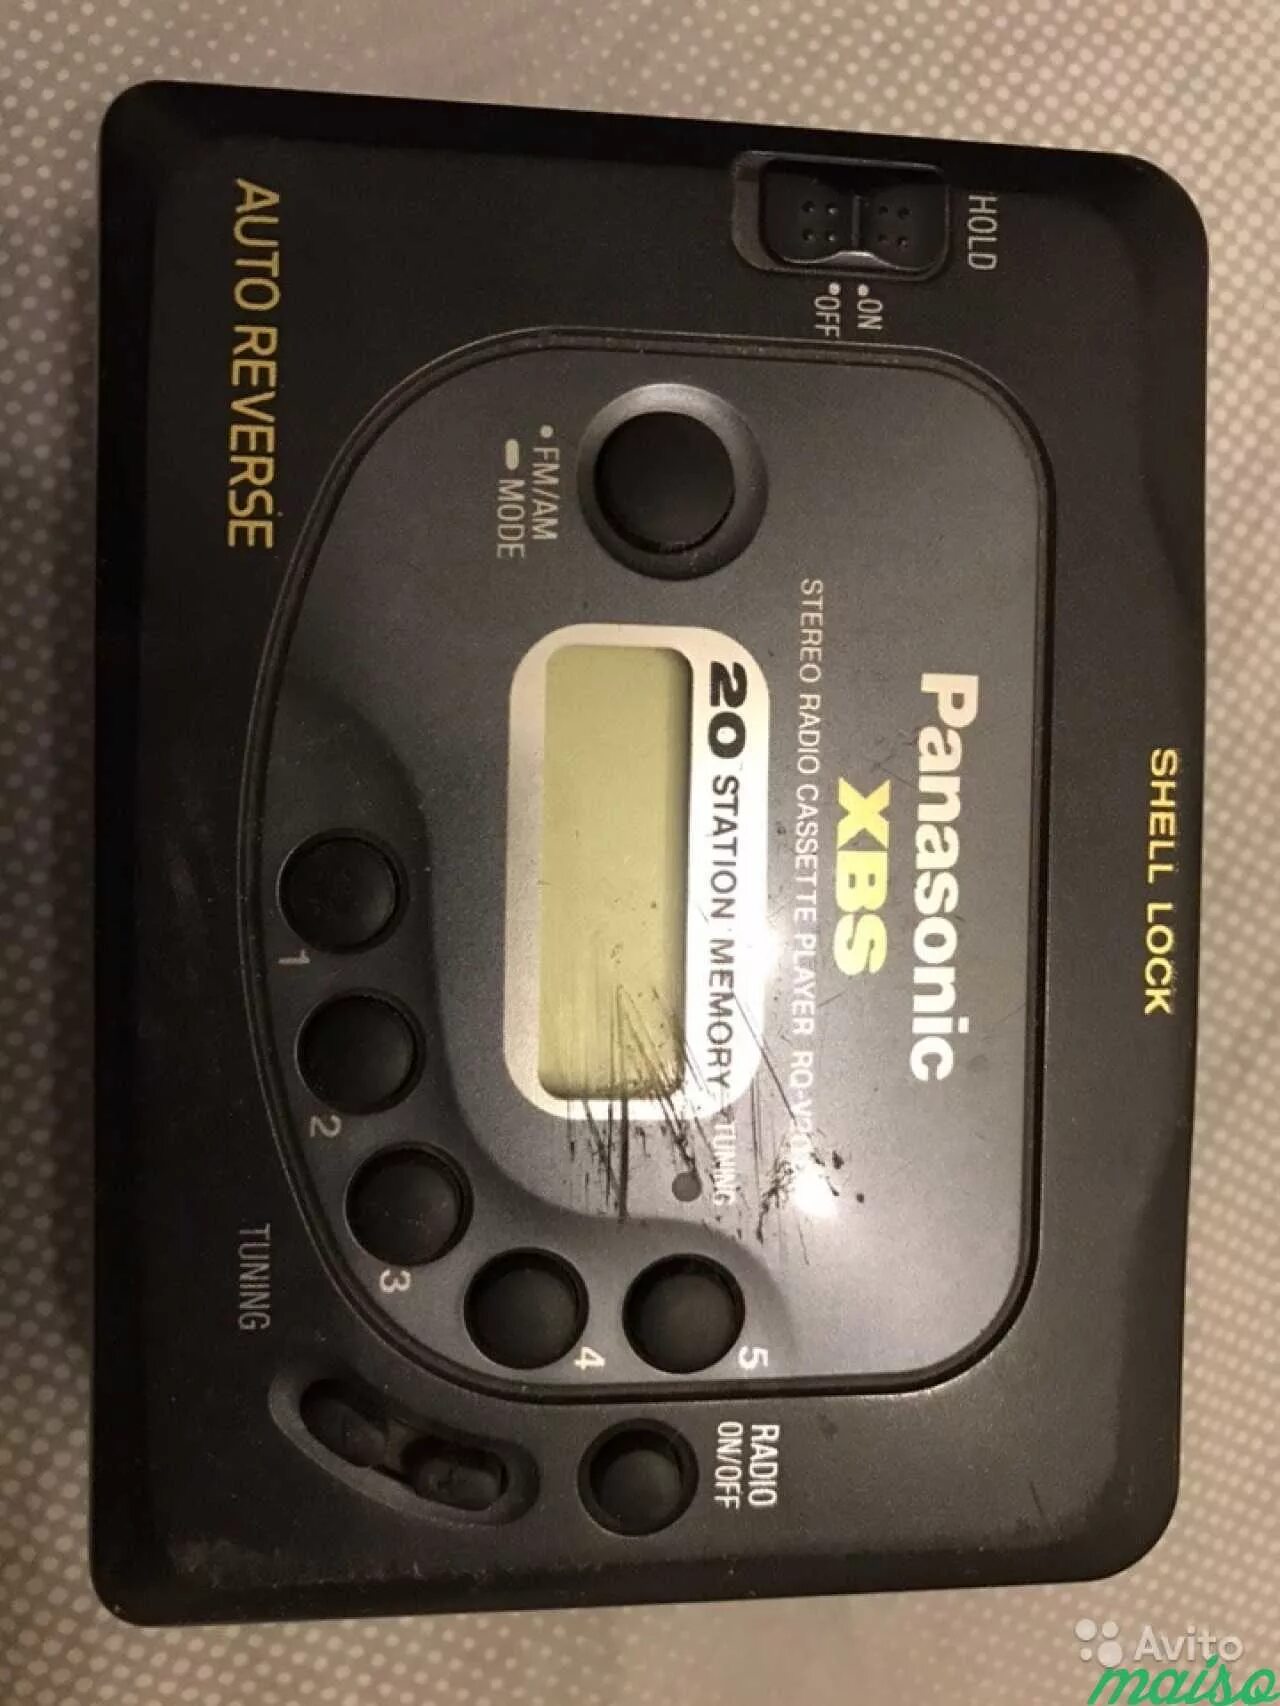 SHELL LOCK
HOLD
•ON
•OFF
Panasonic
XBS
STEREO RADIO CASSETTE PLAYER
20 STATION MEMORY
TUNING
•FM/AM
MODE
1
2
3
4
5
RADIO
ON/OFF
AUTO REVERSE
TUNING
Avito